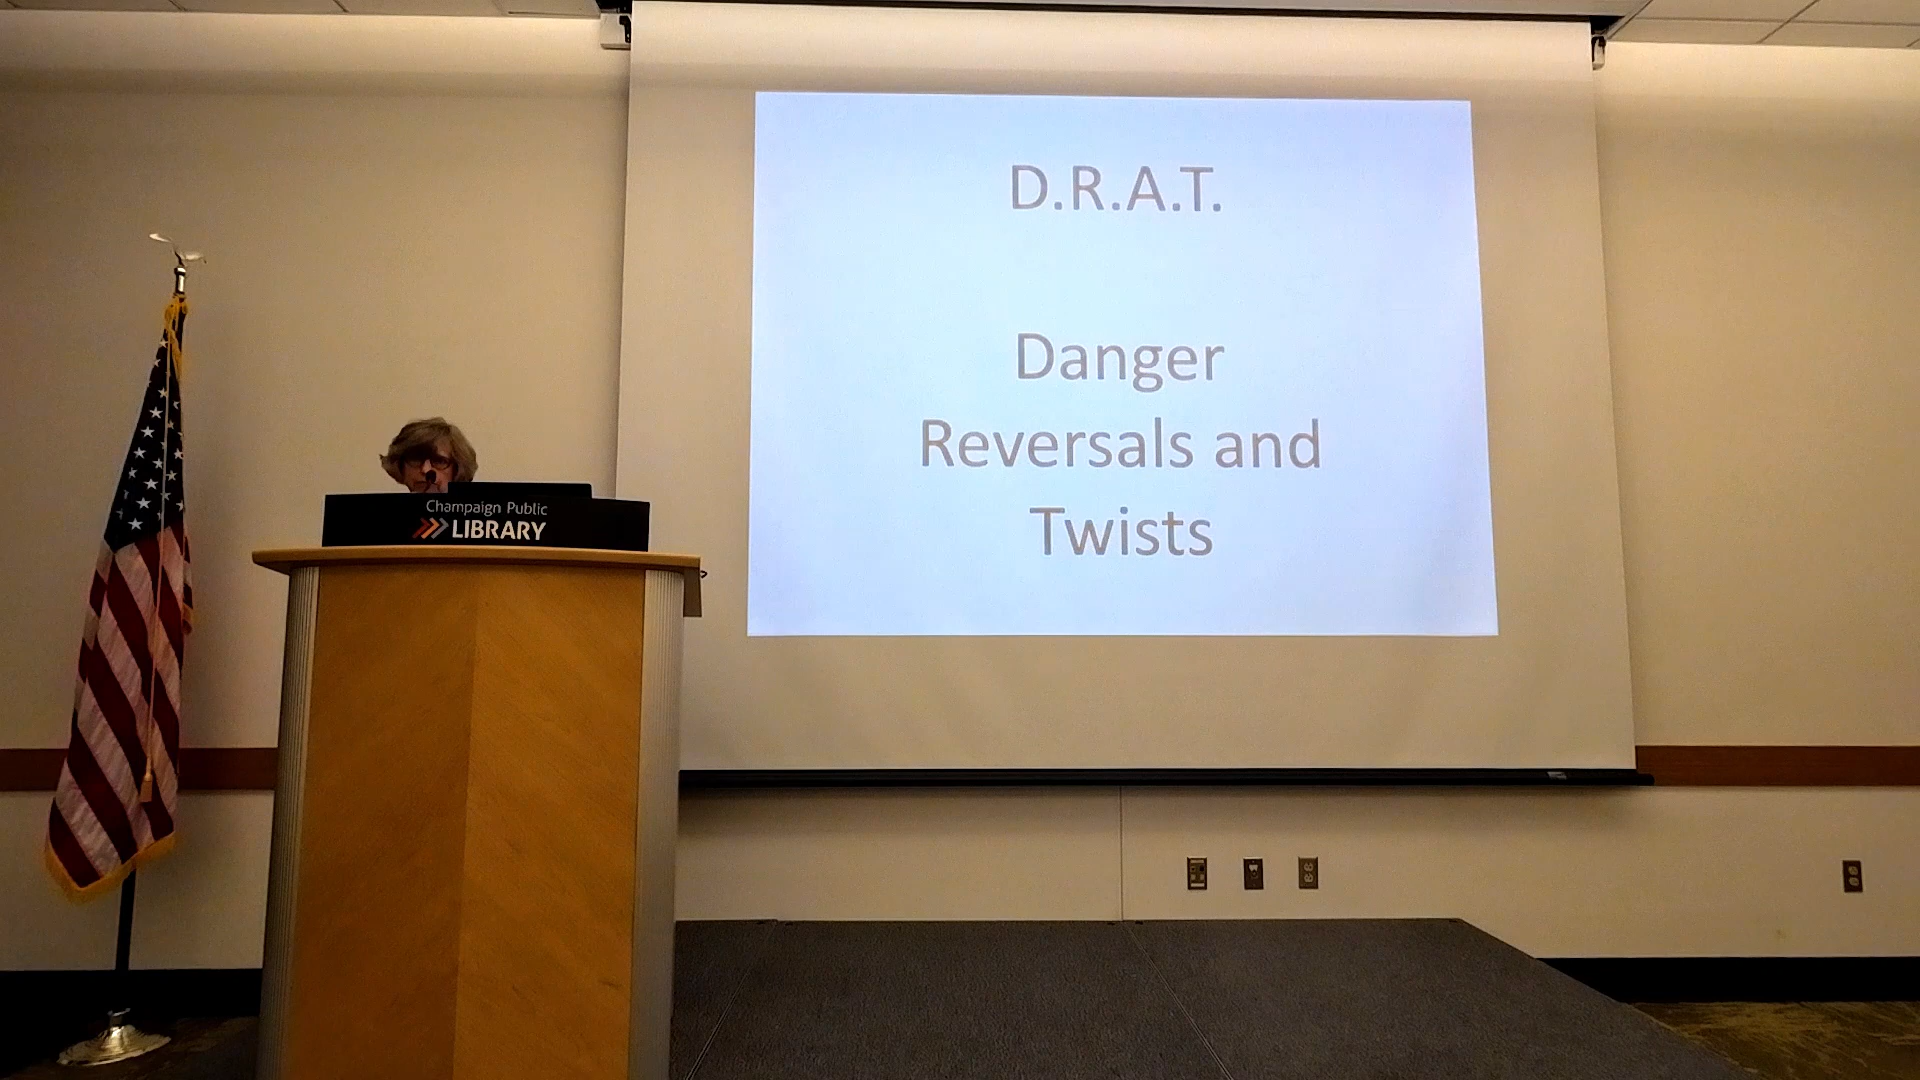 D.R.A.T.
Danger
Reversals and
Twists
Champaign Public
LIBRARY